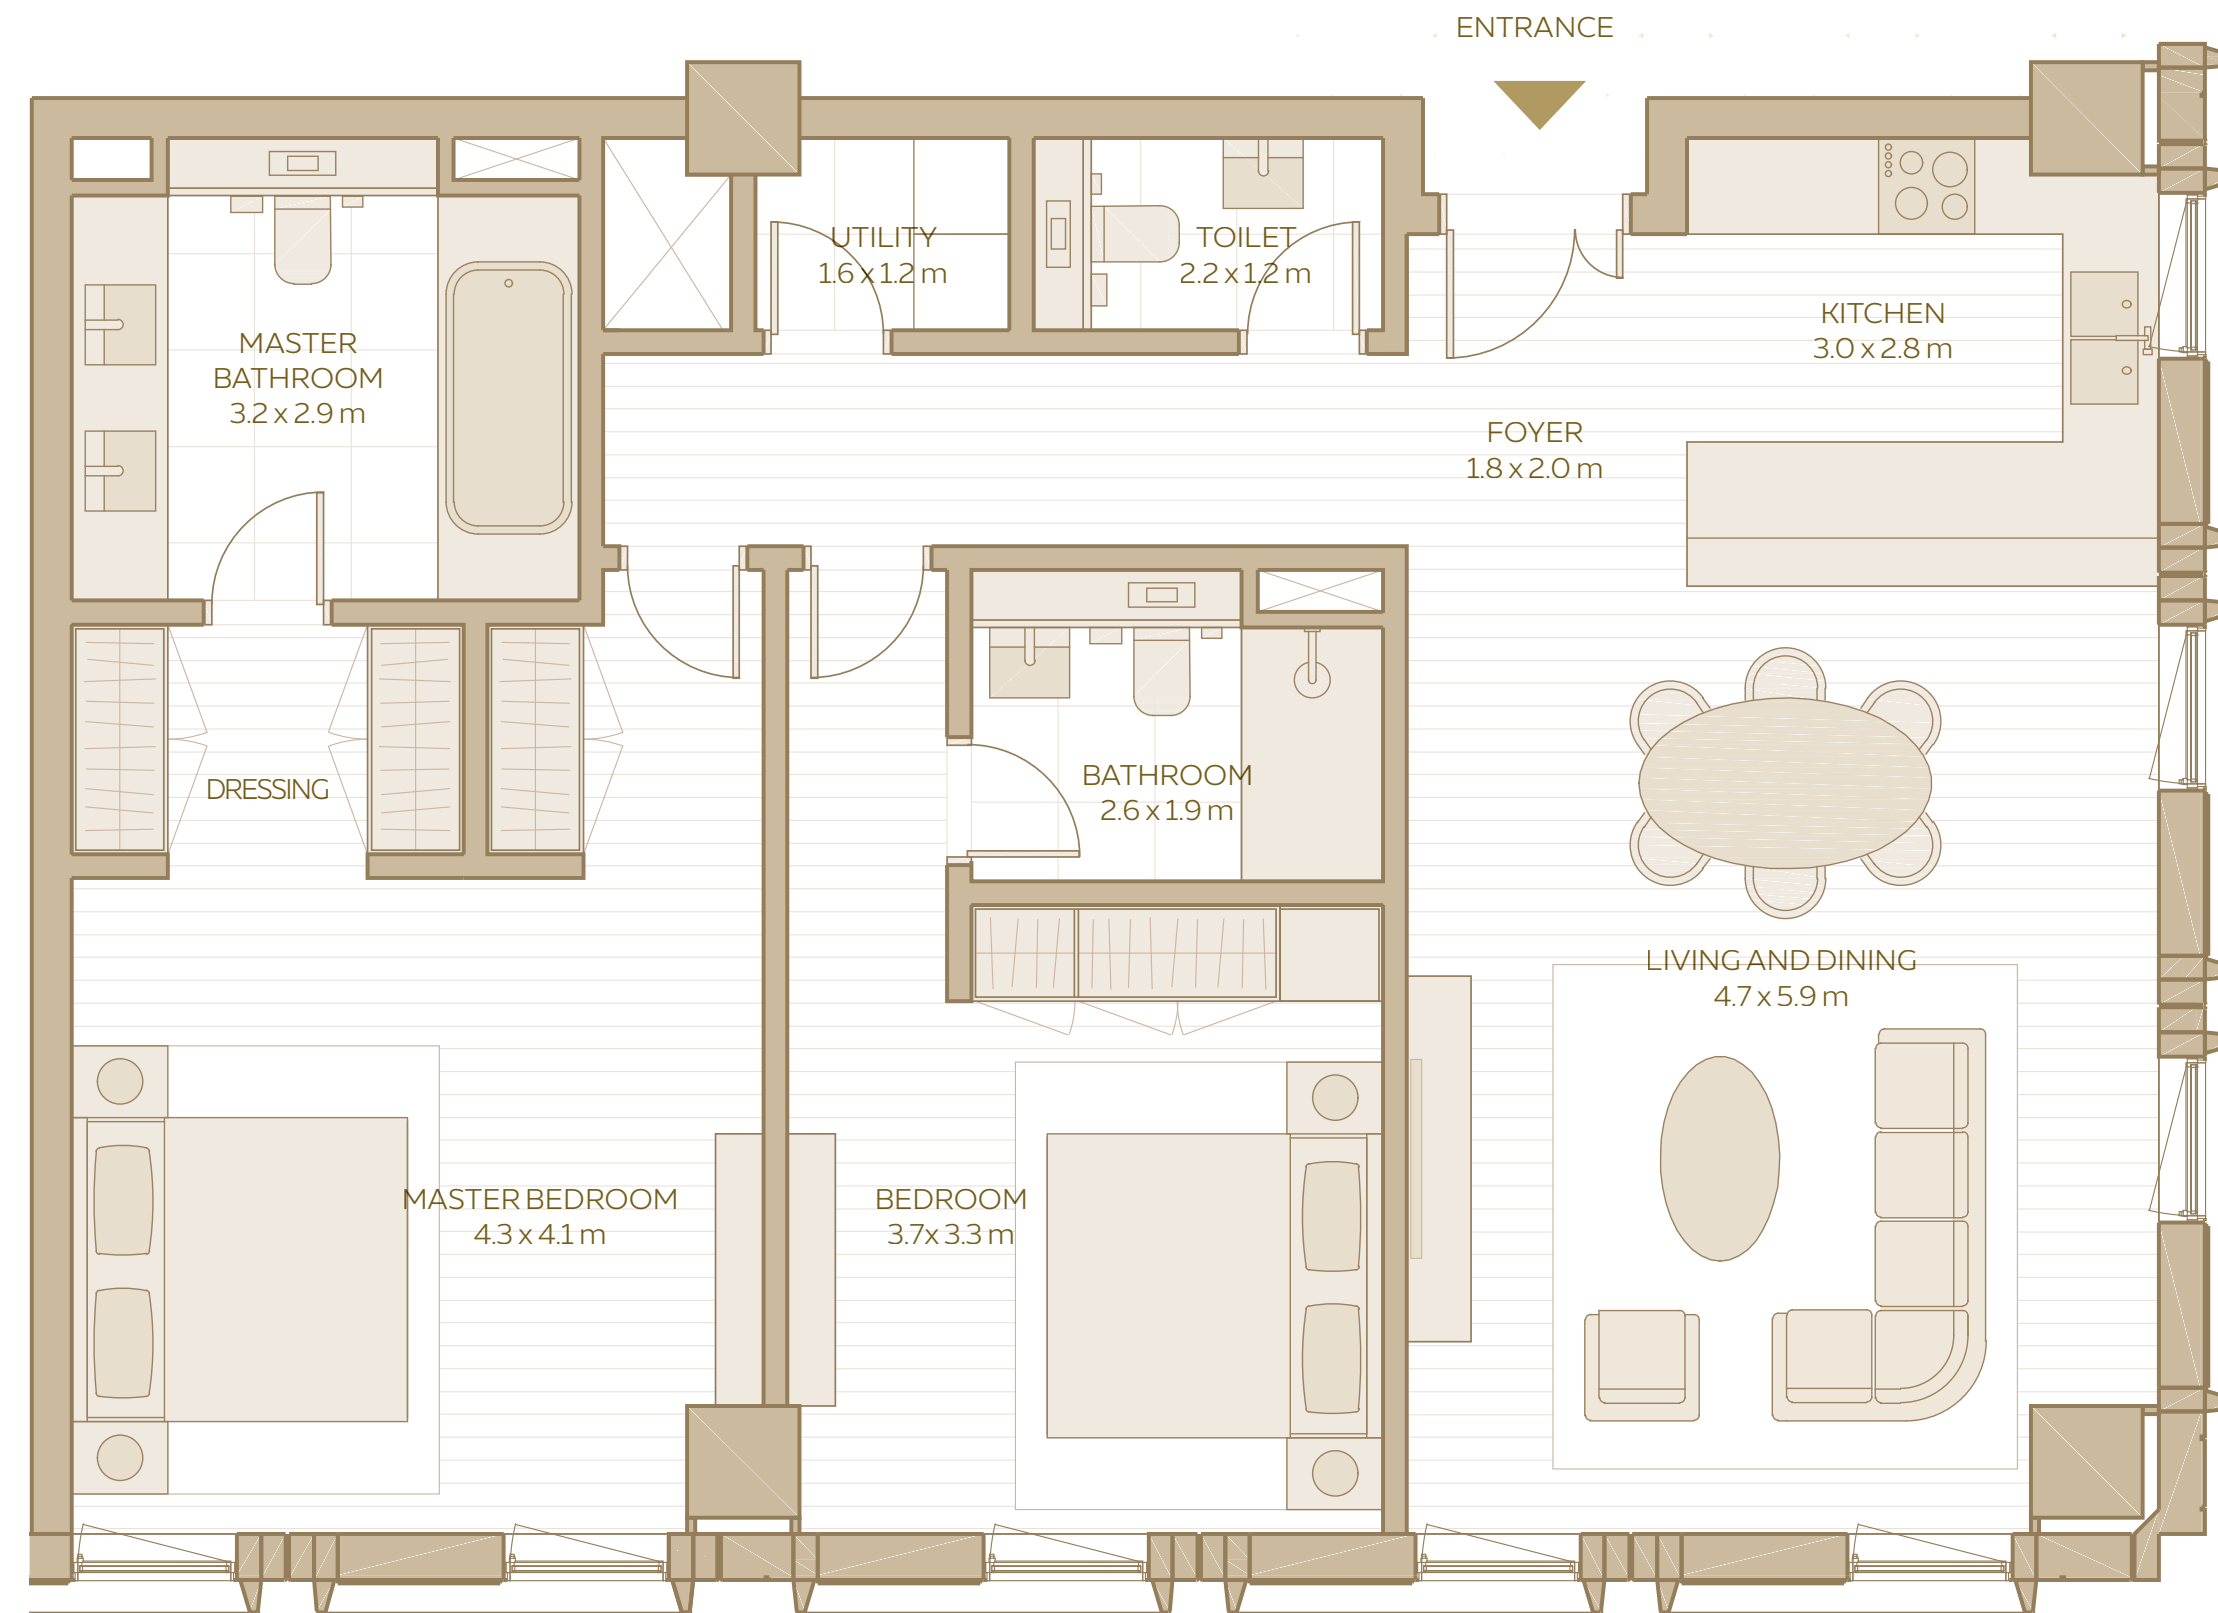 ENTRANCE
UTILITY
1.6 x 1.2 m
TOILET
2.2 x 1.2 m
KITCHEN
3.0 x 2.8 m
MASTER
BATHROOM
3.2 x 2.9 m
FOYER
1.8 x 2.0 m
DRESSING
BATHROOM
2.6 x 1.9 m
LIVING AND DINING
4.7 x 5.9 m
MASTER BEDROOM
4.3 x 4.1 m
BEDROOM
3.7x 3.3 m